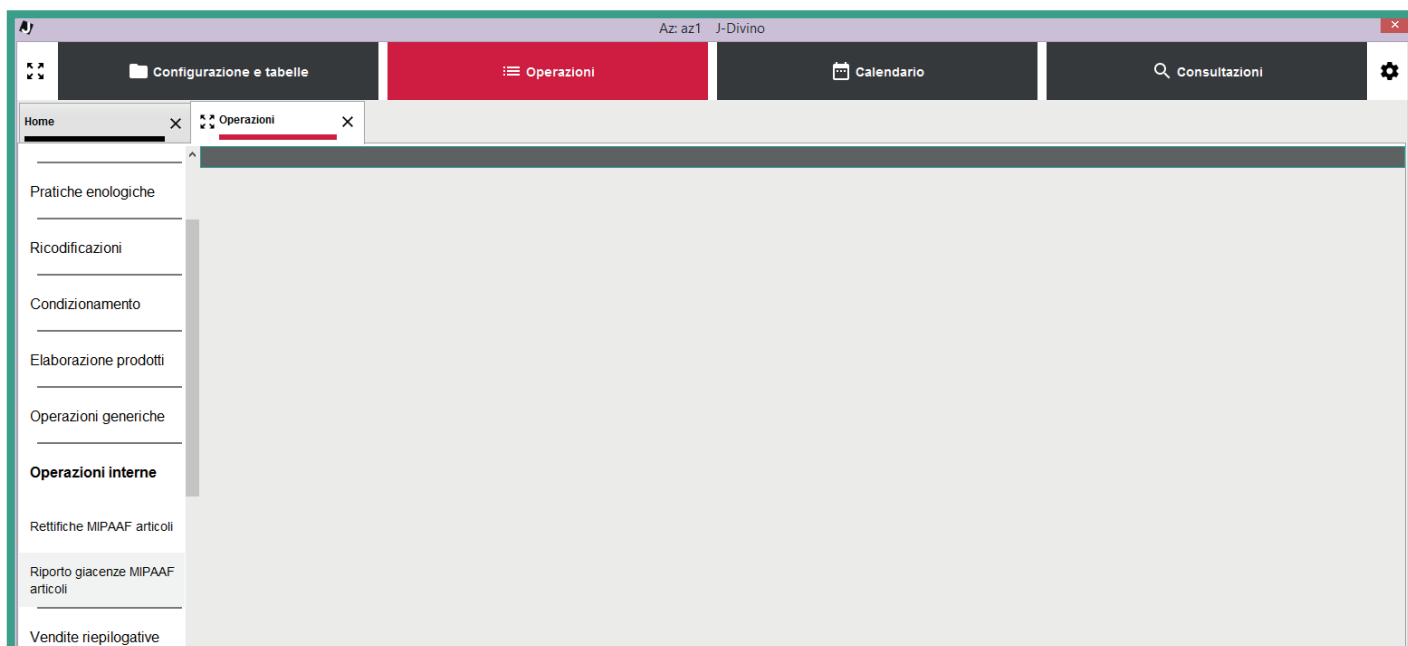 Az: az1 J-Divino
Configurazione e tabelle
Operazioni
Calendario
Consultazioni
Home
Operazioni
Pratiche enologiche
Ricodificazioni
Condizionamento
Elaborazione prodotti
Operazioni generiche
Operazioni interne
Rettifiche MIPAAF articoli
Riporto giacenze MIPAAF
articoli
Vendite riepilogative